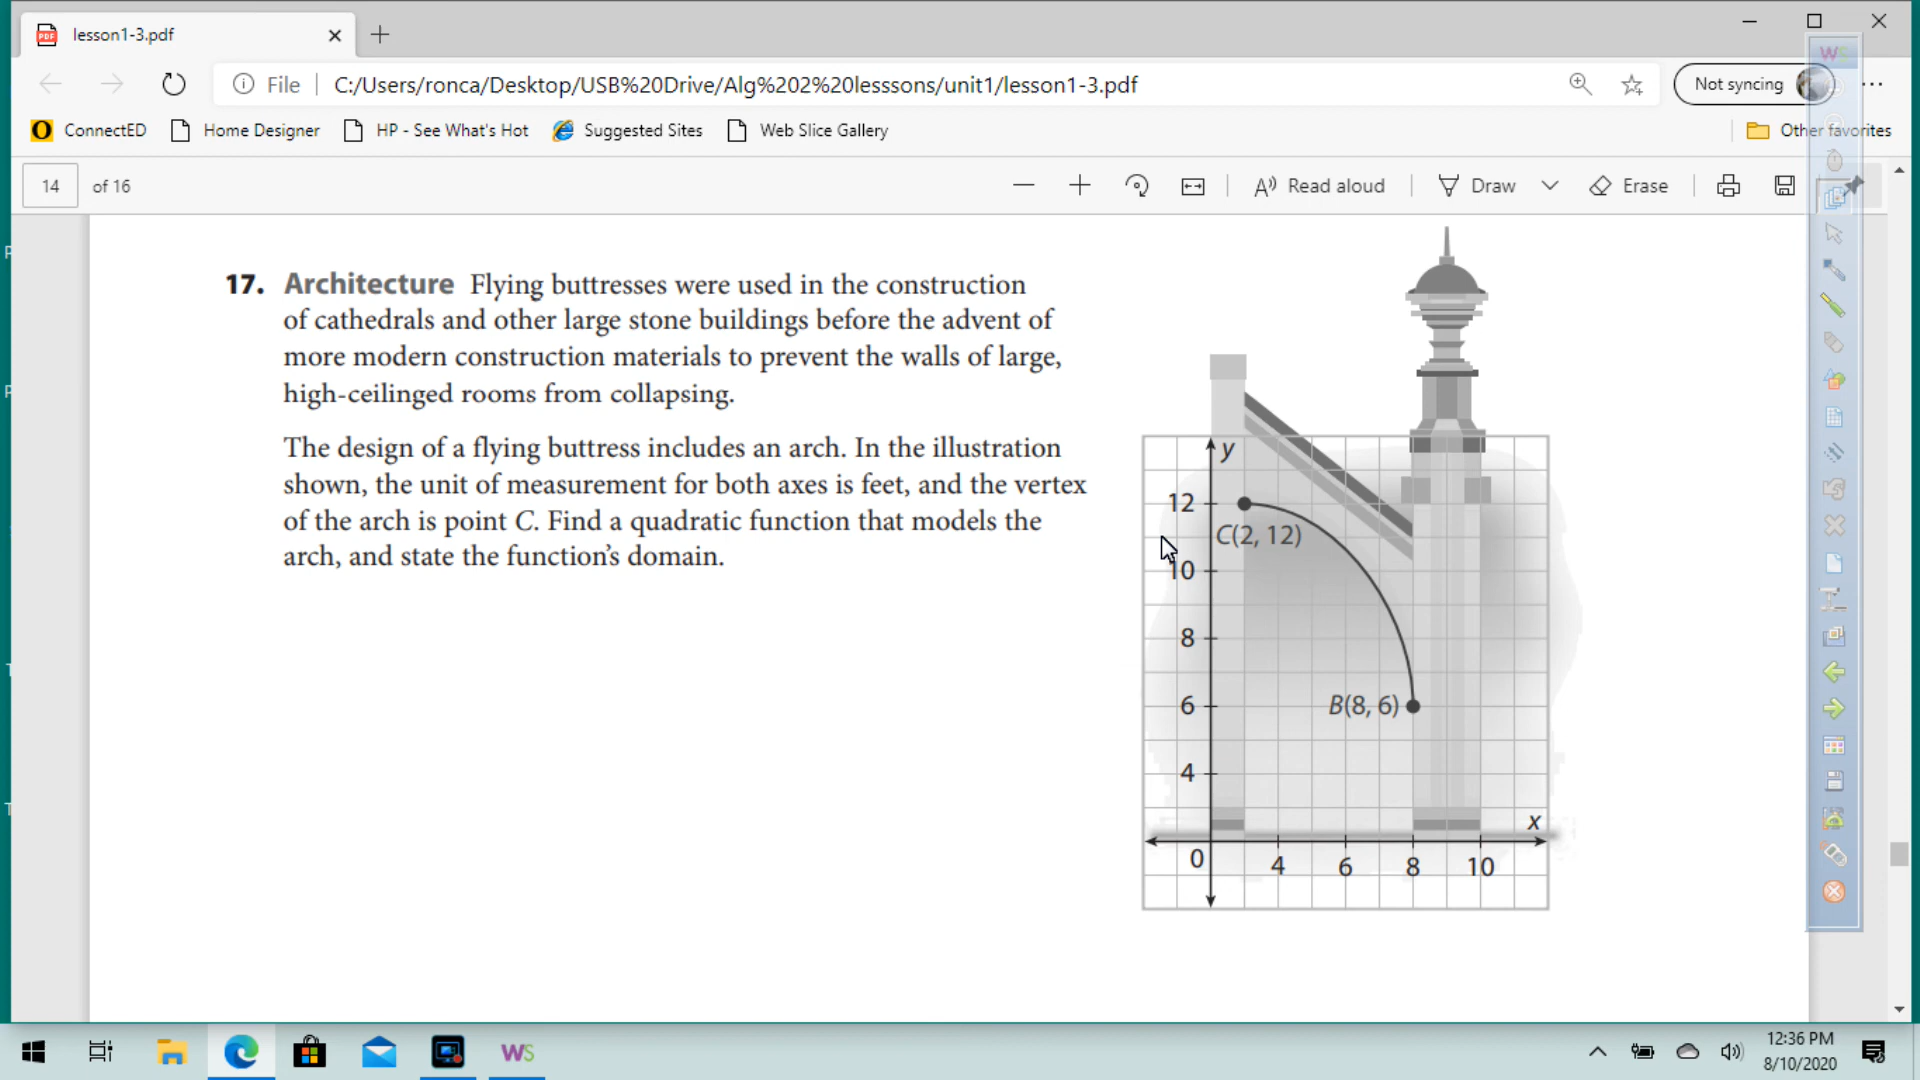 lesson1-3.pdf
File C:/Users/ronca/Desktop/USB%20Drive/Alg%202%20lesssons/unit1/lesson1-3.pdf Not syncing
ConnectED Home Designer HP - See What's Hot Suggested Sites Web Slice Gallery Other favorites
14 of 16 Read aloud Draw Erase
17. Architecture Flying buttresses were used in the construction
of cathedrals and other large stone buildings before the advent of
more modern construction materials to prevent the walls of large,
high-ceilinged rooms from collapsing.
The design of a flying buttress includes an arch. In the illustration
shown, the unit of measurement for both axes is feet, and the vertex
of the arch is point C. Find a quadratic function that models the
arch, and state the function's domain.
y
12
C(2, 12)
10
8
6
B(8, 6)
4
x
0 4 6 8 10
WS
WS
12:36 PM
8/10/2020